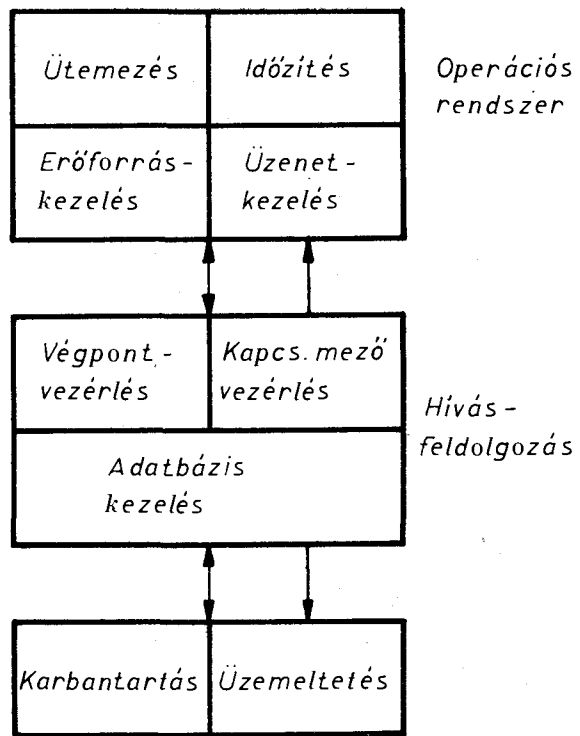 Ütemezés
Időzítés
Operációs
rendszer
Erőforrás-
kezelés
Üzenet-
kezelés
Végpont-
vezérlés
Kapcs. mező
vezérlés
Hívás-
feldolgozás
Adatbázis
kezelés
Karbantartás
Üzemeltetés